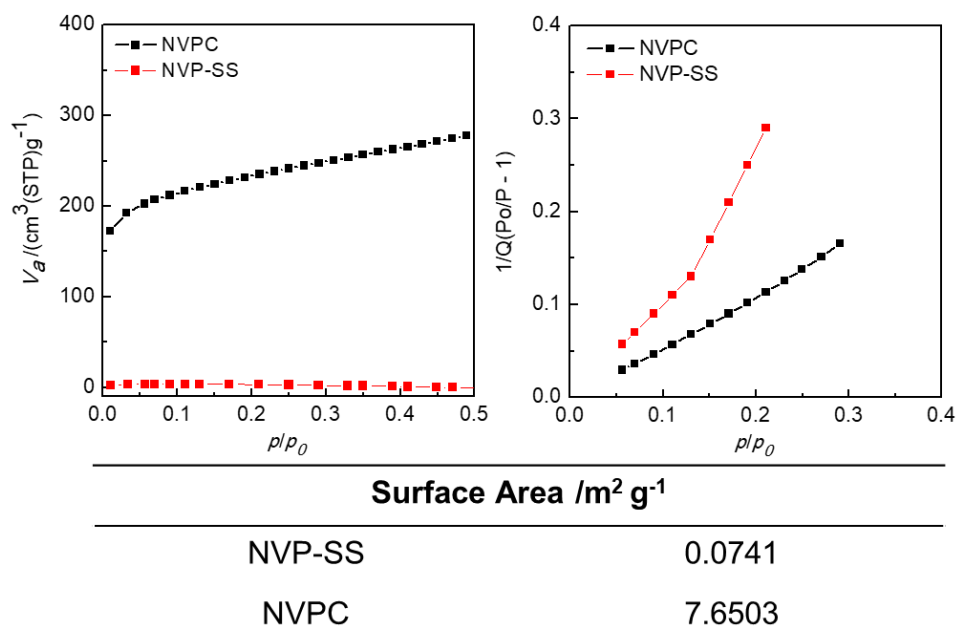 400
300
200
100
0
0.0 0.1 0.2 0.3 0.4 0.5
Va /(cm³(STP)g⁻¹
p/p₀
NVPC
NVP-SS
0.4
0.3
0.2
0.1
0.0
0.0 0.1 0.2 0.3 0.4
1/Q(Po/P - 1)
p/p₀
NVPC
NVP-SS
Surface Area /m² g⁻¹
NVP-SS 0.0741
NVPC 7.6503